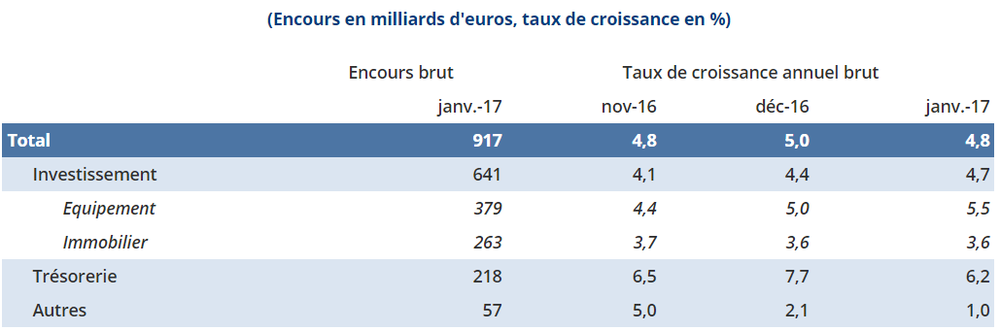 (Encours en milliards d'euros, taux de croissance en %)
Encours brut Taux de croissance annuel brut
janv.-17 nov-16 déc-16 janv.-17
Total 917 4,8 5,0 4,8
Investissement 641 4,1 4,4 4,7
Equipement 379 4,4 5,0 5,5
Immobilier 263 3,7 3,6 3,6
Trésorerie 218 6,5 7,7 6,2
Autres 57 5,0 2,1 1,0